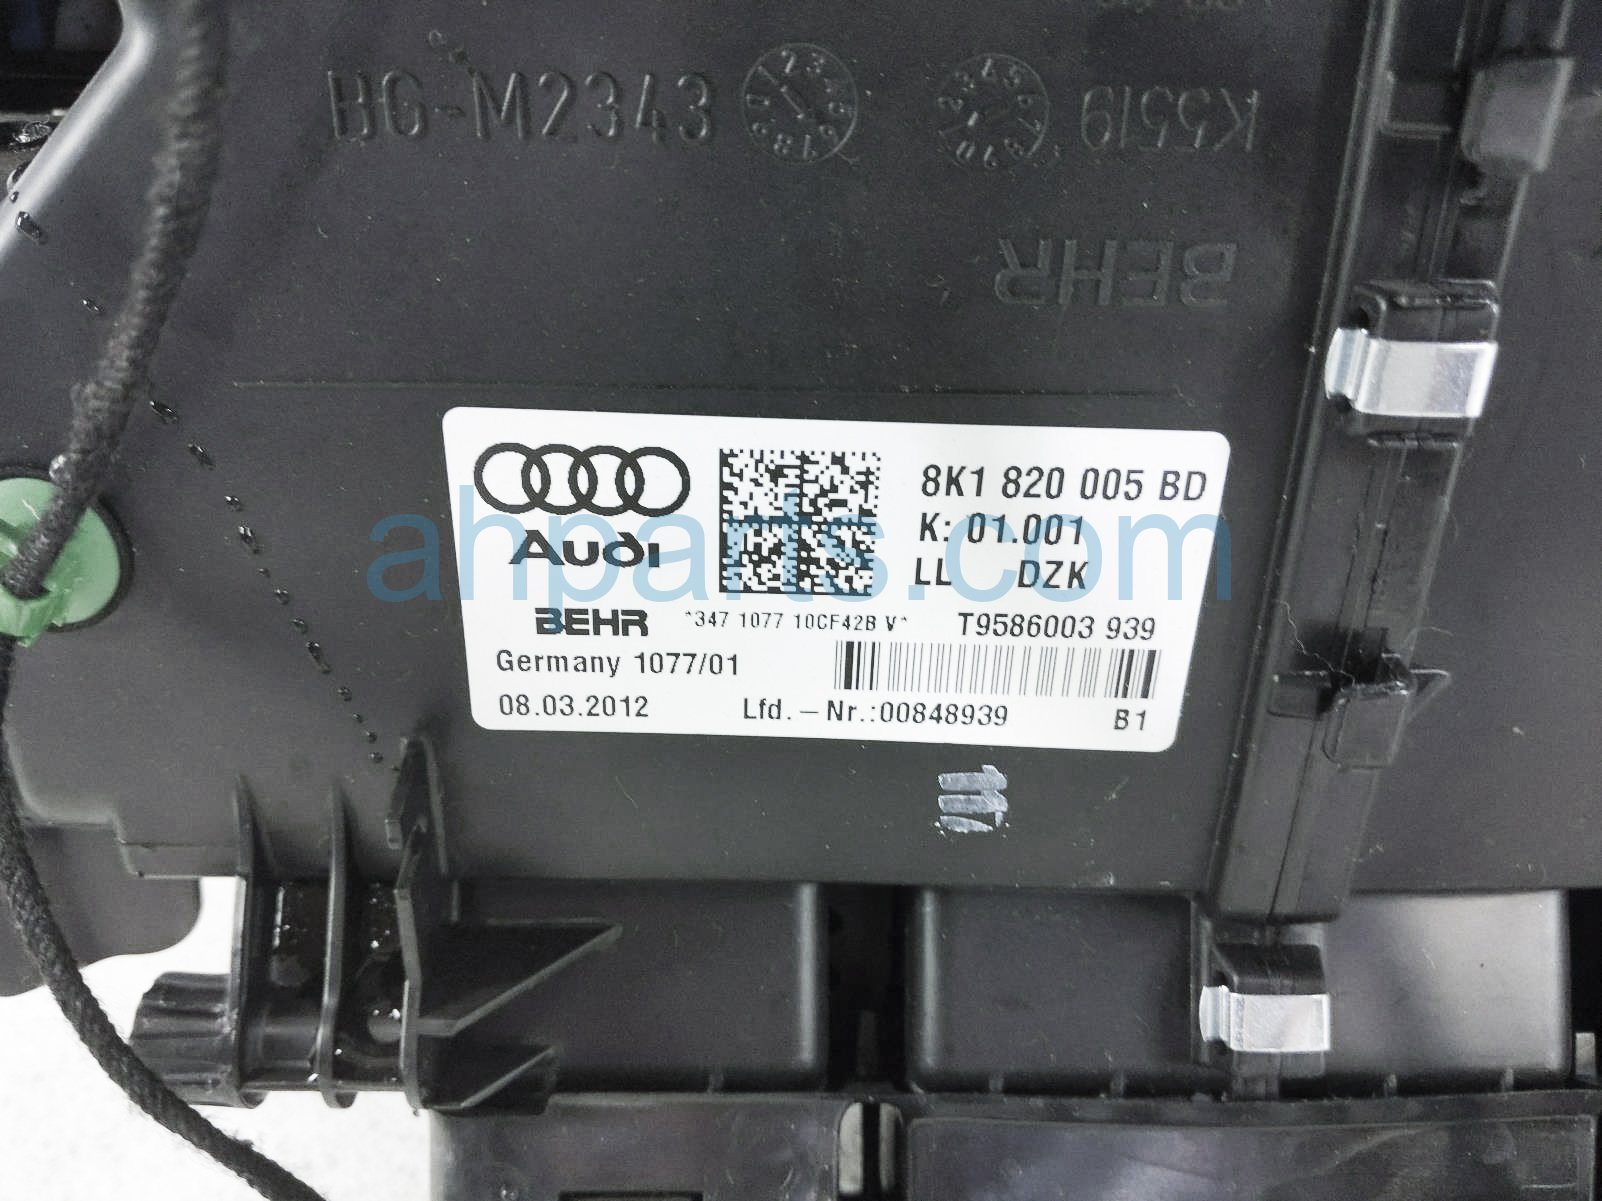 BG-M2343
K5519
BEHR
Audi
8K1 820 005 BD
K: 01.001
LL DZK
BEHR *347 1077 10CF42B V* T9586003 939
Germany 1077/01
08.03.2012 Lfd.-Nr.:00848939 B1
ahparts.com